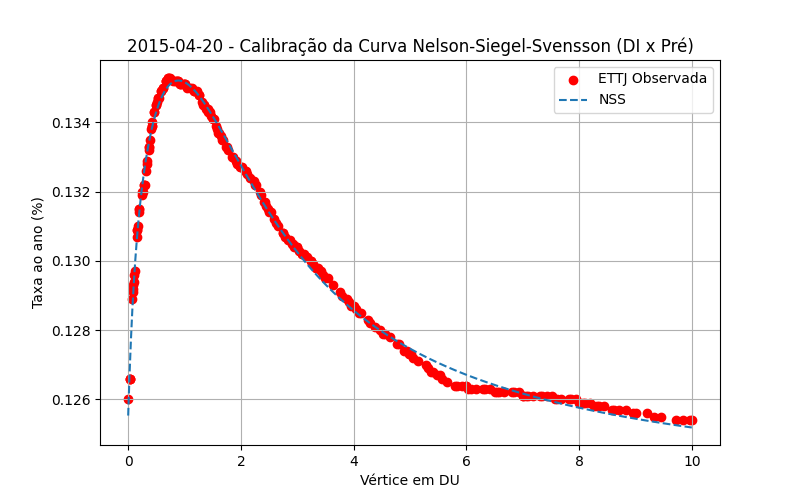 2015-04-20 - Calibração da Curva Nelson-Siegel-Svensson (DI x Pré)
ETTJ Observada
NSS
Taxa ao ano (%)
0.134
0.132
0.130
0.128
0.126
0 2 4 6 8 10
Vértice em DU